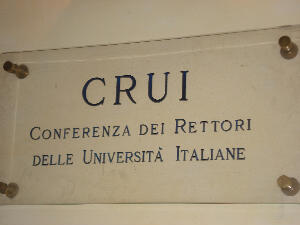 CRUI
CONFERENZA DEI RETTORI
DELLE UNIVERSITÀ ITALIANE